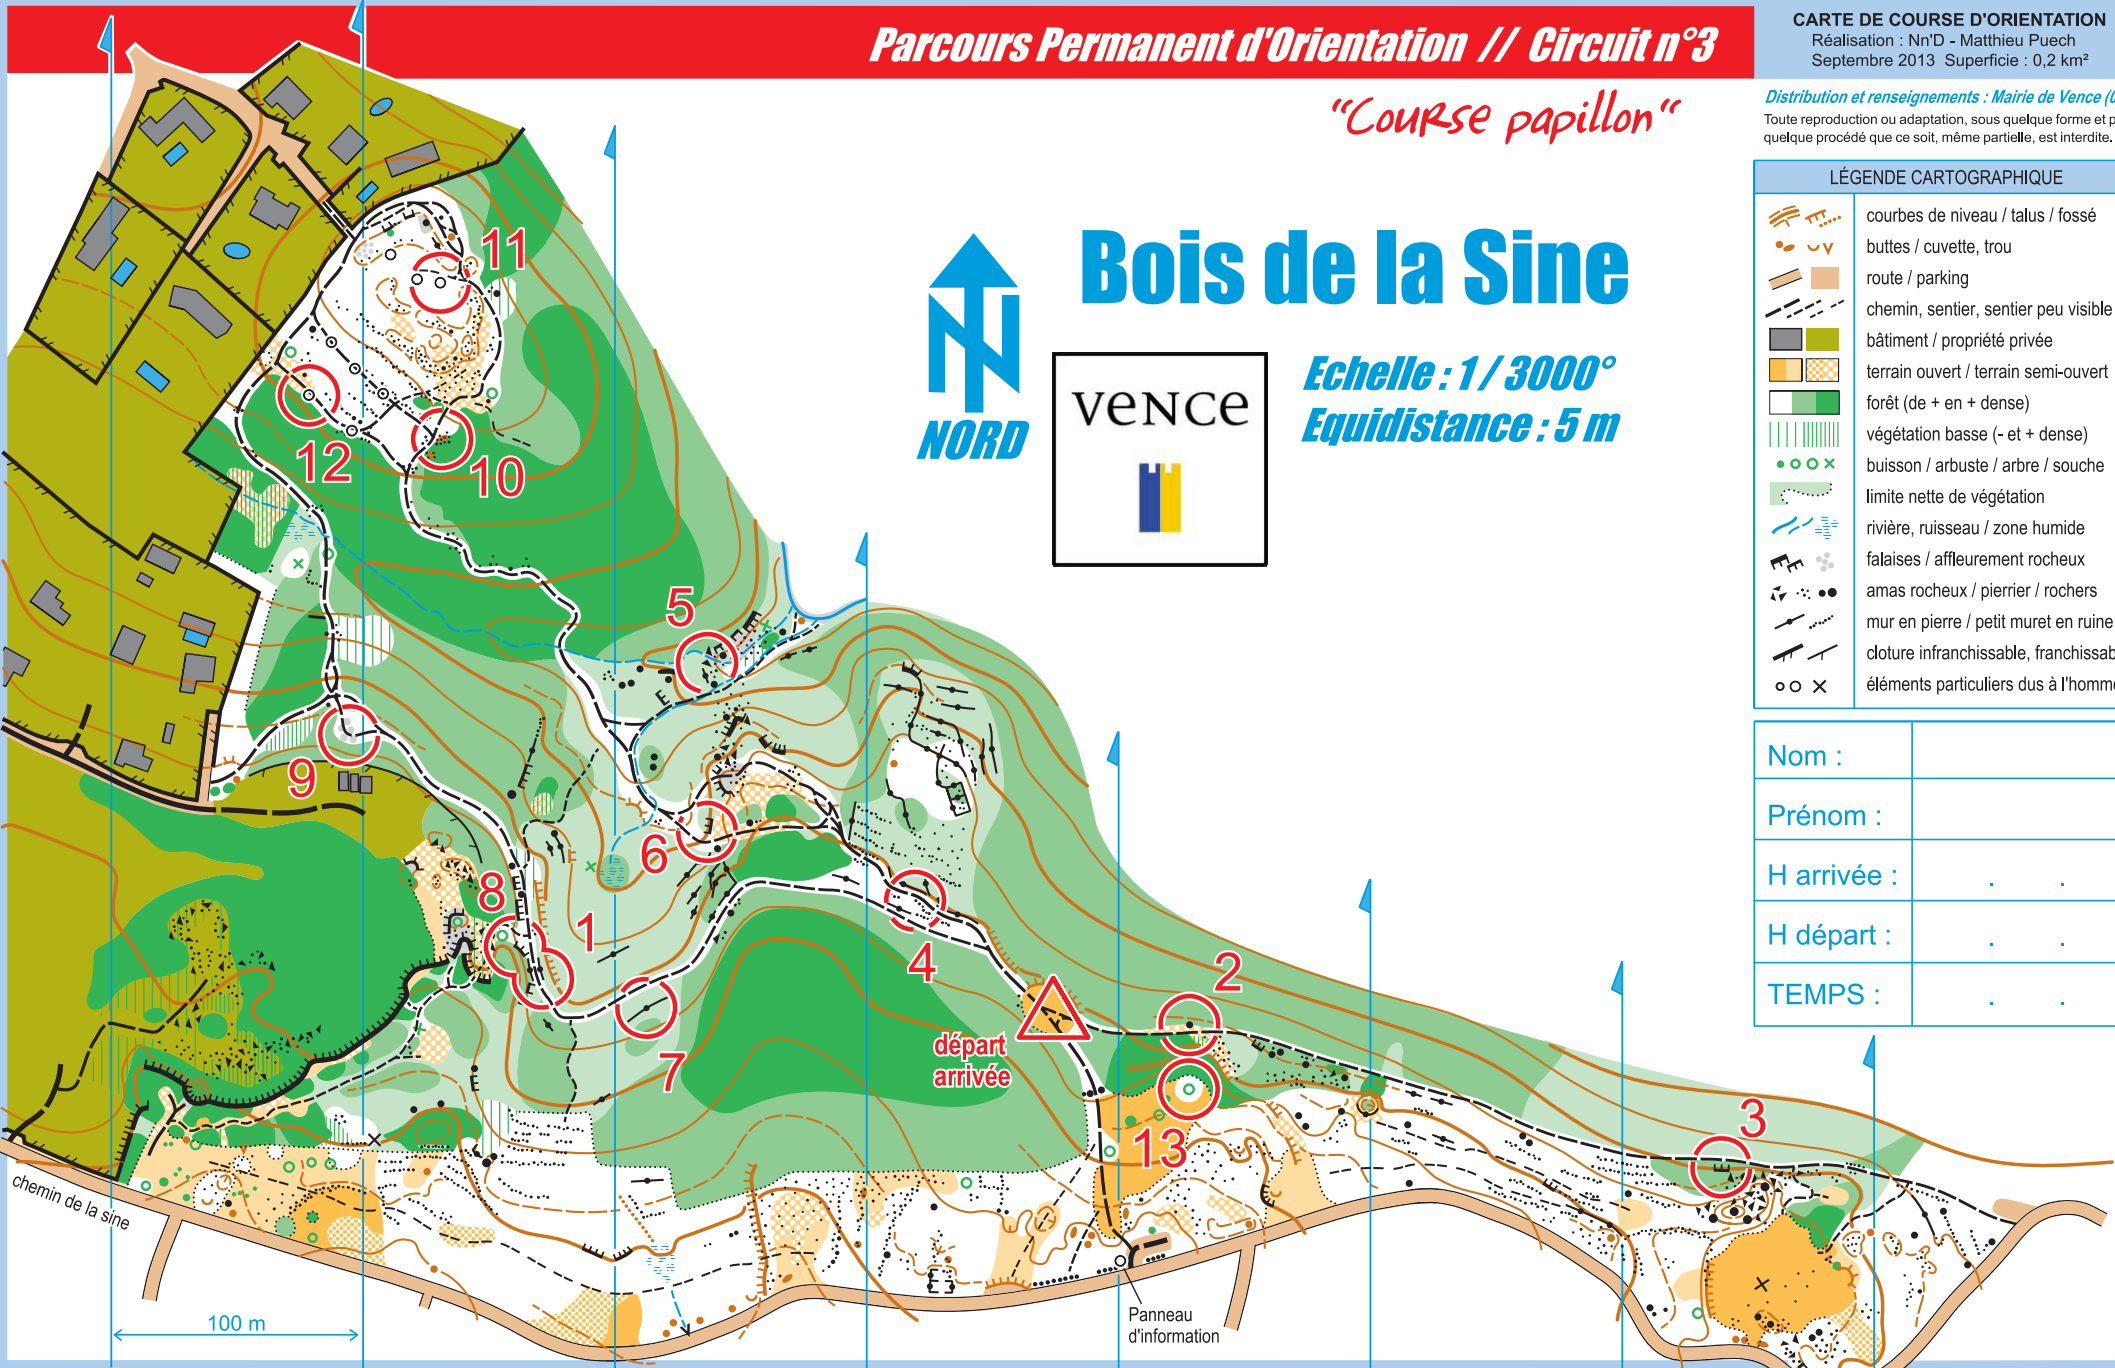 Parcours Permanent d'Orientation // Circuit n°3
"Course papillon"
CARTE DE COURSE D'ORIENTATION
Réalisation : Nn'D - Matthieu Puech
Septembre 2013 Superficie : 0,2 km²
Distribution et renseignements : Mairie de Vence
Toute reproduction ou adaptation, sous quelque forme et
quelque procédé que ce soit, même partielle, est interdite.
Bois de la Sine
NORD
VENCE
Echelle : 1 / 3000°
Equidistance : 5 m
LÉGENDE CARTOGRAPHIQUE
courbes de niveau / talus / fossé
buttes / cuvette, trou
route / parking
chemin, sentier, sentier peu visible
bâtiment / propriété privée
terrain ouvert / terrain semi-ouvert
forêt (de + en + dense)
végétation basse (- et + dense)
buisson / arbuste / arbre / souche
limite nette de végétation
rivière, ruisseau / zone humide
falaises / affleurement rocheux
amas rocheux / pierrier / rochers
mur en pierre / petit muret en ruine
cloture infranchissable,
éléments particuliers dus à
Nom :
Prénom :
H arrivée : . .
H départ : . .
TEMPS : . .
11
12
10
5
9
6
8
1
4
2
7
départ
arrivée
13
3
chemin de la sine
100 m
Panneau
d'information